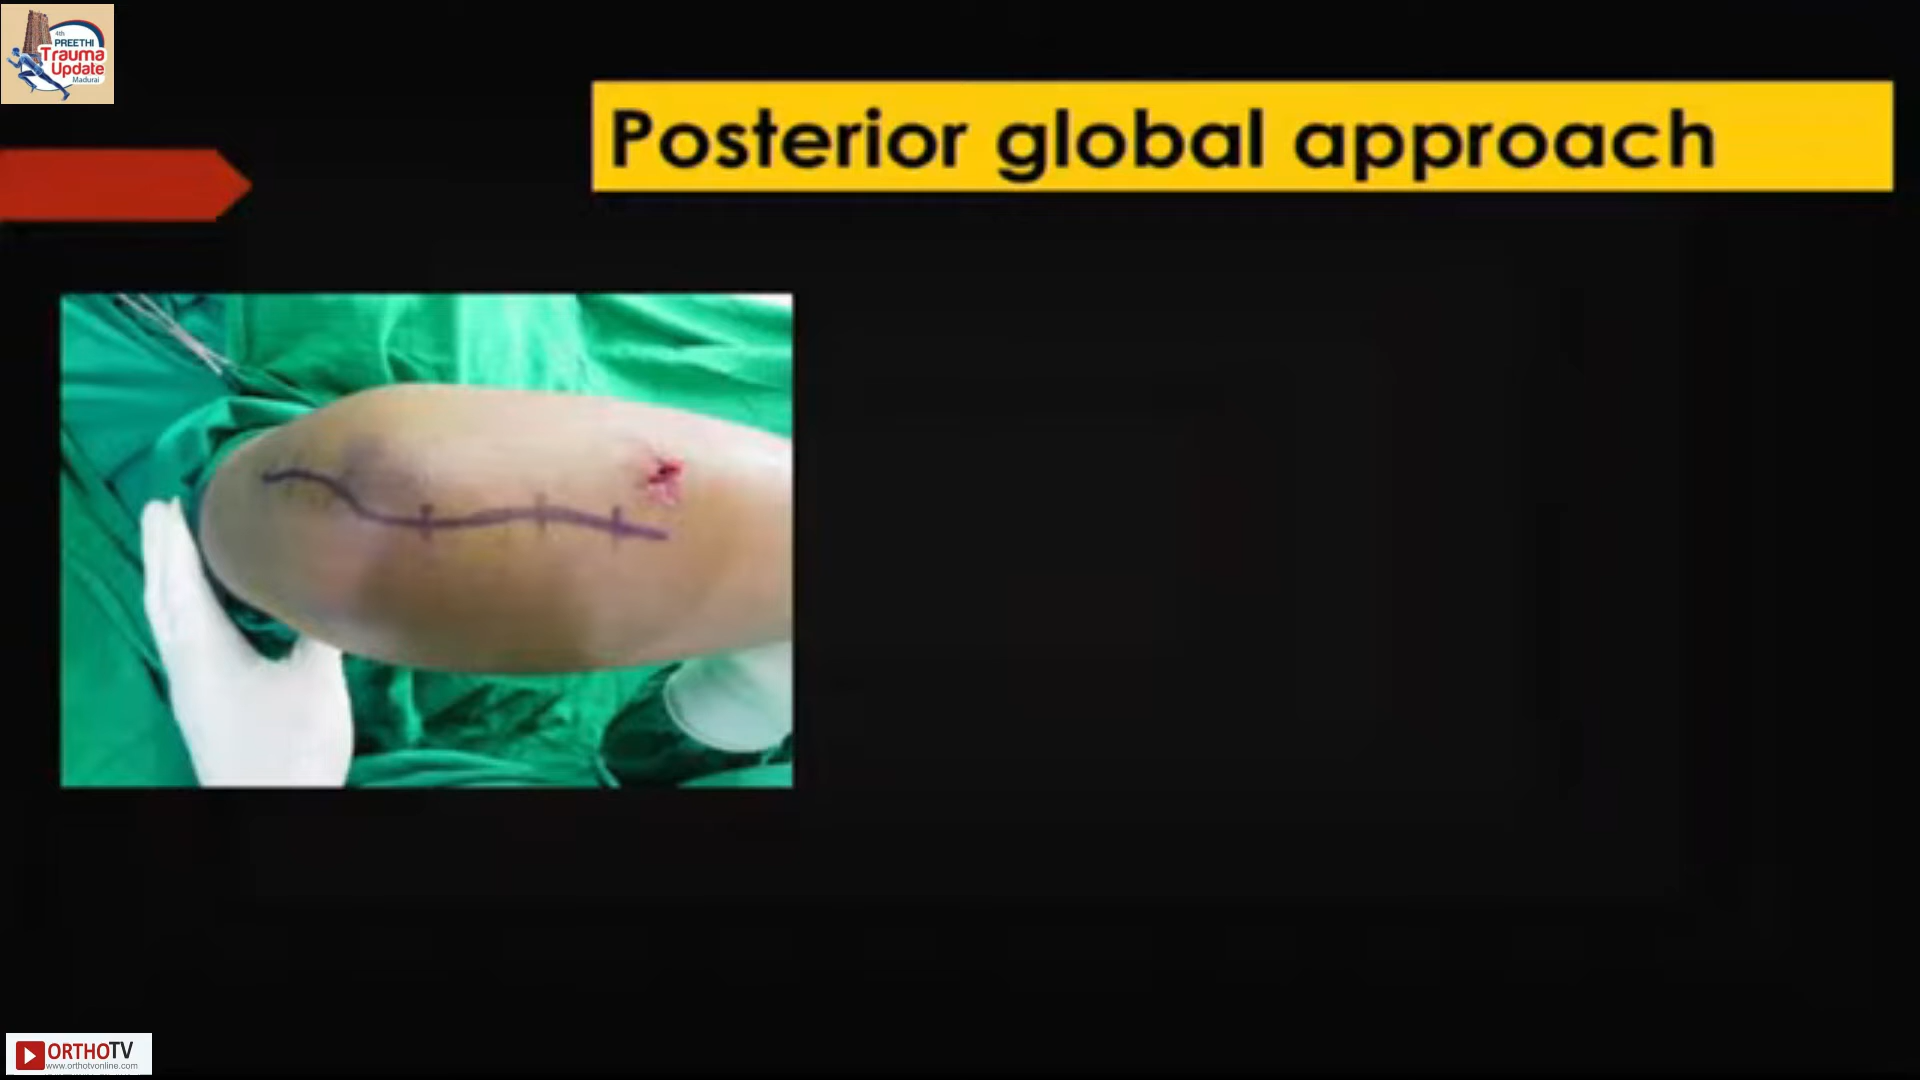 4th
PREETHI
Trauma
Update
Madurai
Posterior global approach
ORTHOTV
www.orthotvonline.com